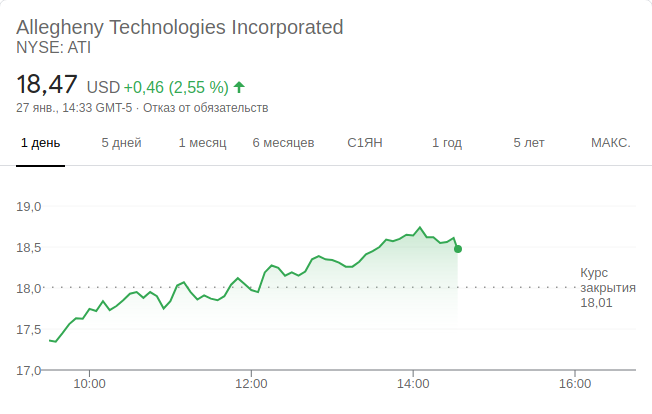 Allegheny Technologies Incorporated
NYSE: ATI
18,47 USD +0,46 (2,55 %)
27 янв., 14:33 GMT-5 · Отказ от обязательств
1 день 5 дней 1 месяц 6 месяцев С1ЯН 1 год 5 лет МАКС.
19,0
18,5
18,0
17,5
17,0
Курс
закрытия
18,01
10:00 12:00 14:00 16:00